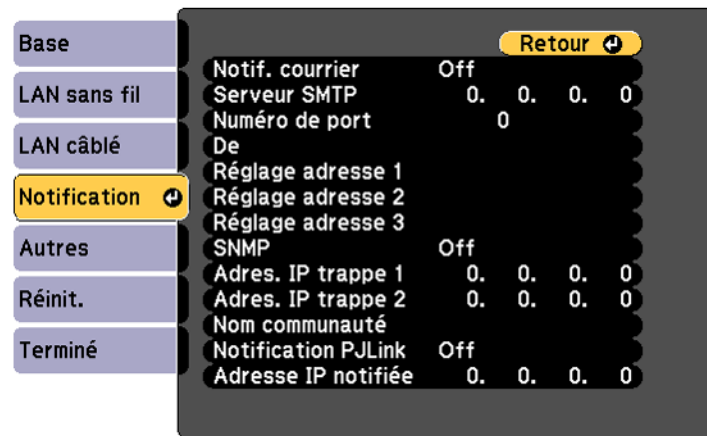 Base
LAN sans fil
LAN câblé
Notification
Autres
Réinit.
Terminé
Retour
Notif. courrier Off
Serveur SMTP 0. 0. 0. 0
Numéro de port 0
De
Réglage adresse 1
Réglage adresse 2
Réglage adresse 3
SNMP Off
Adres. IP trappe 1 0. 0. 0. 0
Adres. IP trappe 2 0. 0. 0. 0
Nom communauté
Notification PJLink Off
Adresse IP notifiée 0. 0. 0. 0